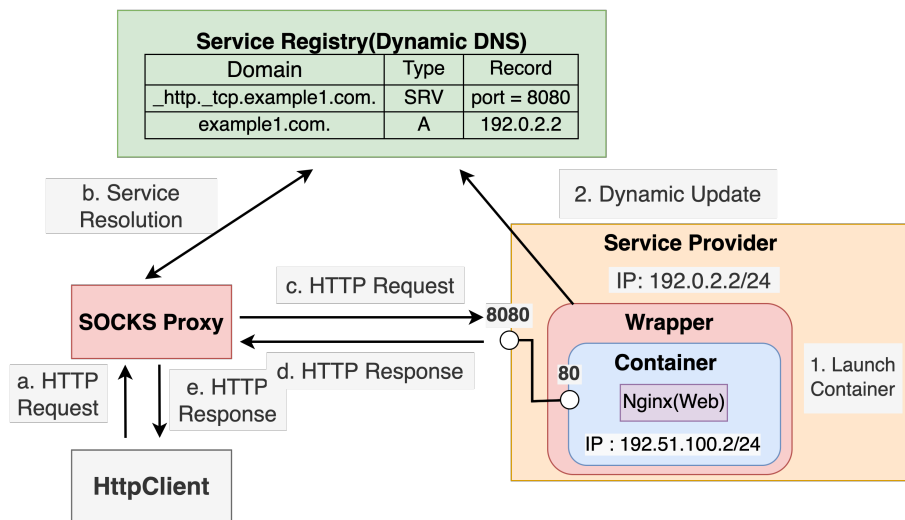 Service Registry(Dynamic DNS)
Domain Type Record
_http._tcp.example1.com. SRV port = 8080
example1.com. A 192.0.2.2
b. Service
Resolution
2. Dynamic Update
Service Provider
IP: 192.0.2.2/24
c. HTTP Request
SOCKS Proxy
8080
Wrapper
Container
80
Nginx(Web)
IP : 192.51.100.2/24
1. Launch
Container
d. HTTP Response
a. HTTP
Request
e. HTTP
Response
HttpClient